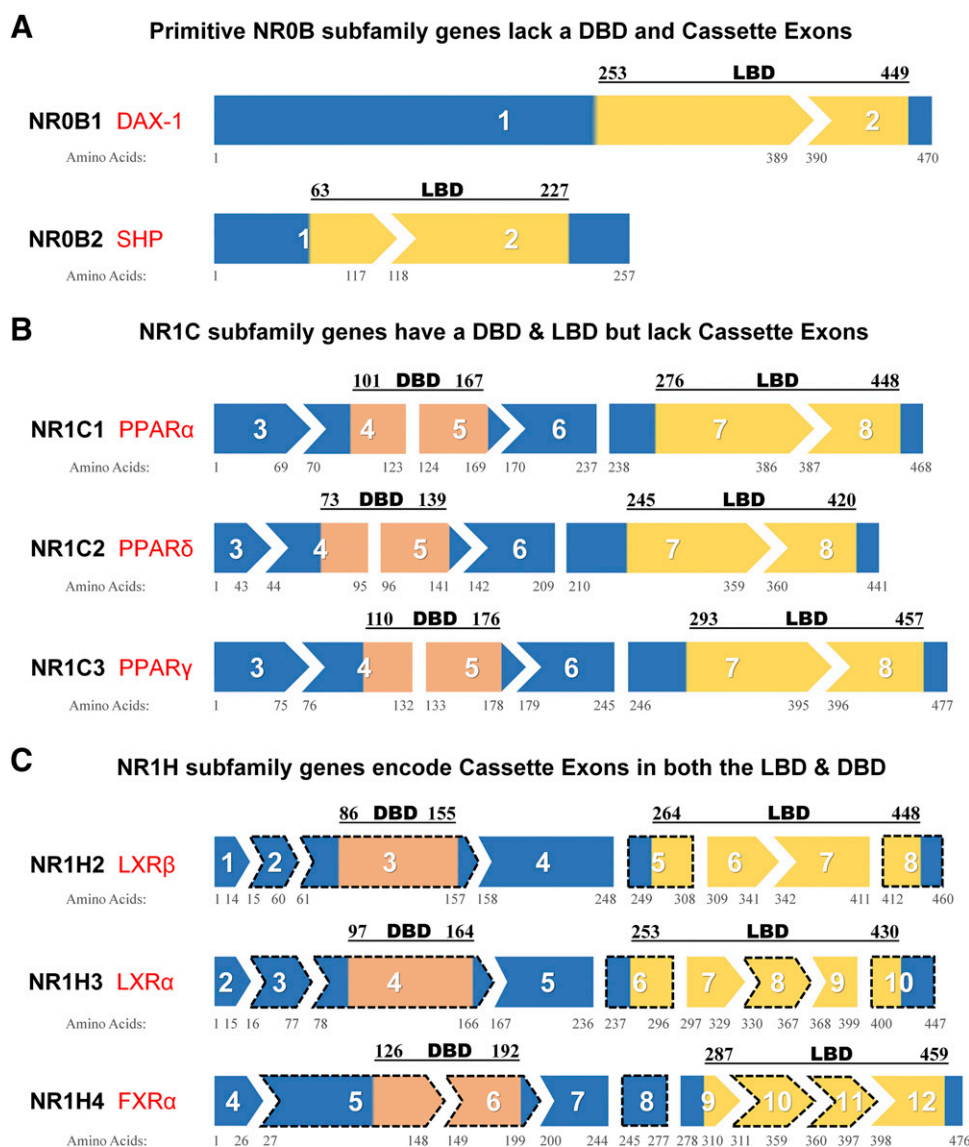 A Primitive NR0B subfamily genes lack a DBD and Cassette Exons
253 LBD 449
NR0B1 DAX-1 1 2
Amino Acids: 1 389 390 470
63 LBD 227
NR0B2 SHP 1 2
Amino Acids: 1 117 118 257
B NR1C subfamily genes have a DBD & LBD but lack Cassette Exons
101 DBD 167 276 LBD 448
NR1C1 PPARα 3 4 5 6 7 8
Amino Acids: 1 69 70 123 124 169 170 237 238 386 387 468
73 DBD 139 245 LBD 420
NR1C2 PPARδ 3 4 5 6 7 8
Amino Acids: 1 43 44 95 96 141 142 209 210 359 360 441
110 DBD 176 293 LBD 457
NR1C3 PPARγ 3 4 5 6 7 8
Amino Acids: 1 75 76 132 133 178 179 245 246 395 396 477
C NR1H subfamily genes encode Cassette Exons in both the LBD & DBD
86 DBD 155 264 LBD 448
NR1H2 LXRβ 1 2 3 4 5 6 7 8
Amino Acids: 1 14 15 60 61 157 158 248 249 308 309 341 342 411 412 460
97 DBD 164 253 LBD 430
NR1H3 LXRα 2 3 4 5 6 7 8 9 10
Amino Acids: 1 15 16 77 78 166 167 236 237 296 297 329 330 367 368 399 400 447
126 DBD 192 287 LBD 459
NR1H4 FXRα 4 5 6 7 8 9 10 11 12
Amino Acids: 1 26 27 148 149 199 200 244 245 277 278 310 311 359 360 397 398 476